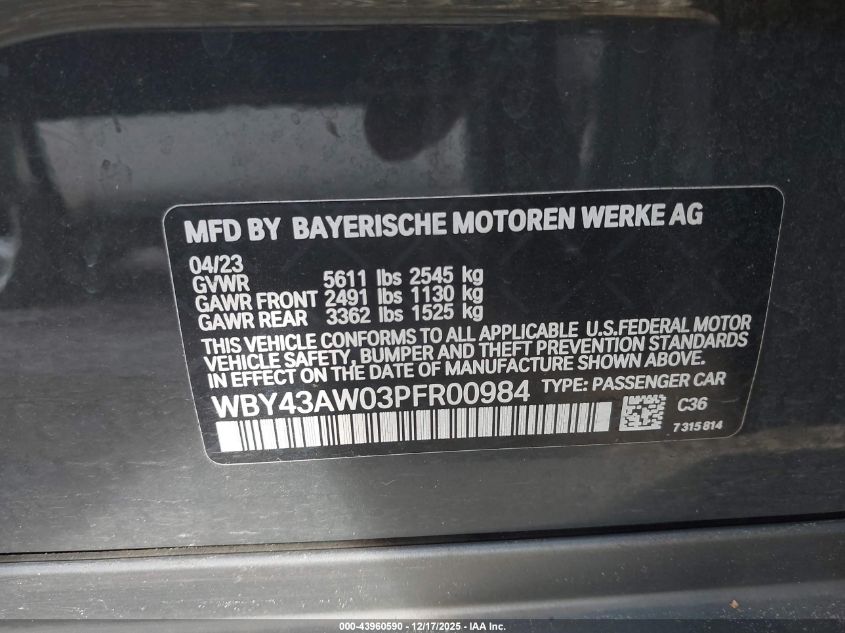 MFD BY BAYERISCHE MOTOREN WERKE AG
04/23
GVWR 5611 lbs 2545 kg
GAWR FRONT 2491 lbs 1130 kg
GAWR REAR 3362 lbs 1525 kg
THIS VEHICLE CONFORMS TO ALL APPLICABLE U.S.FEDERAL MOTOR
VEHICLE SAFETY, BUMPER AND THEFT PREVENTION STANDARDS
IN EFFECT ON THE DATE OF MANUFACTURE SHOWN ABOVE.
WBY43AW03PFR00984 TYPE: PASSENGER CAR
C36
7 315 814
000-43960590 - 12/17/2025 - IAA Inc.